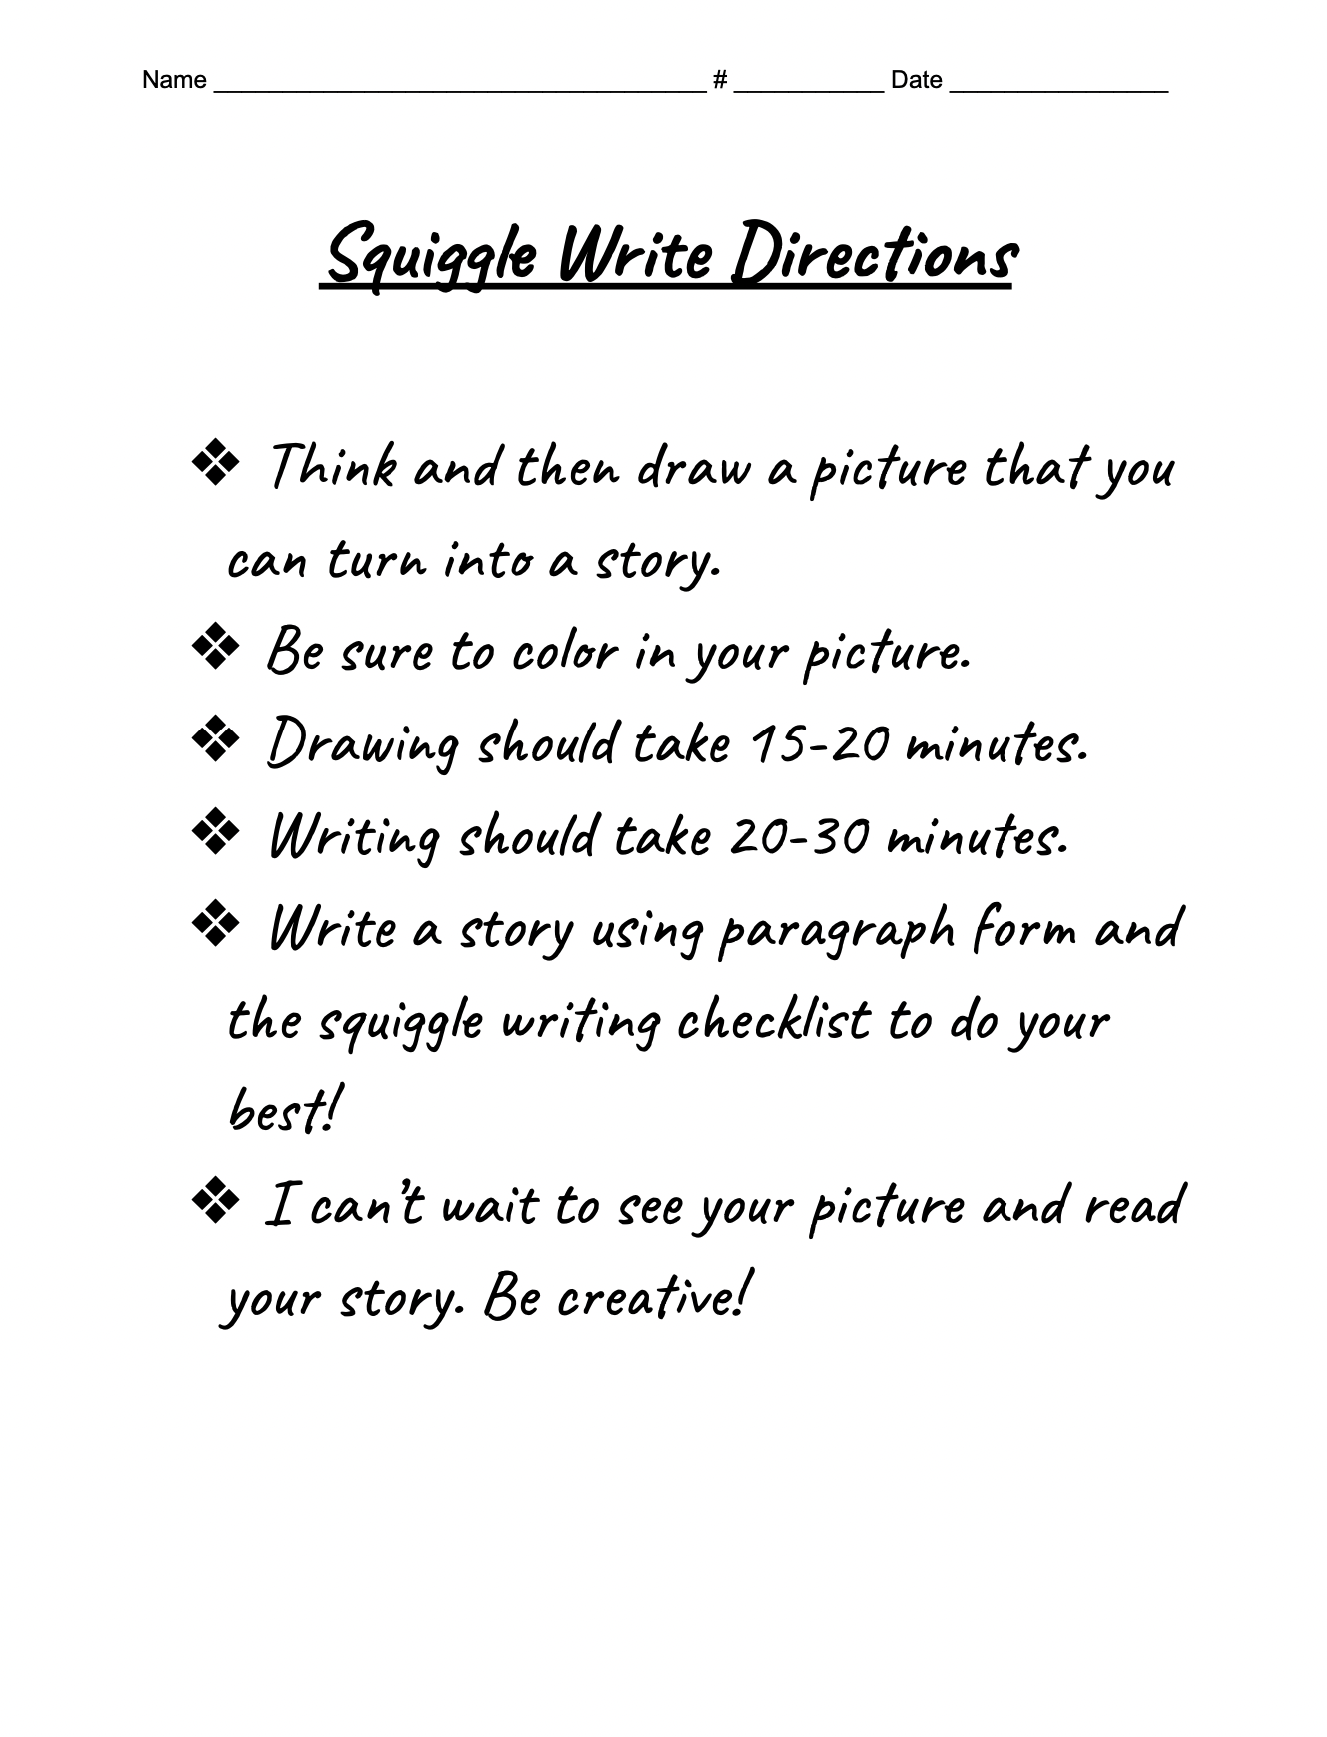 Name ____________________________________ # ___________ Date ________________
Squiggle Write Directions
❖ Think and then draw a picture that you
can turn into a story.
❖ Be sure to color in your picture.
❖ Drawing should take 15-20 minutes.
❖ Writing should take 20-30 minutes.
❖ Write a story using paragraph form and
the squiggle writing checklist to do your
best!
❖ I can’t wait to see your picture and read
your story. Be creative!